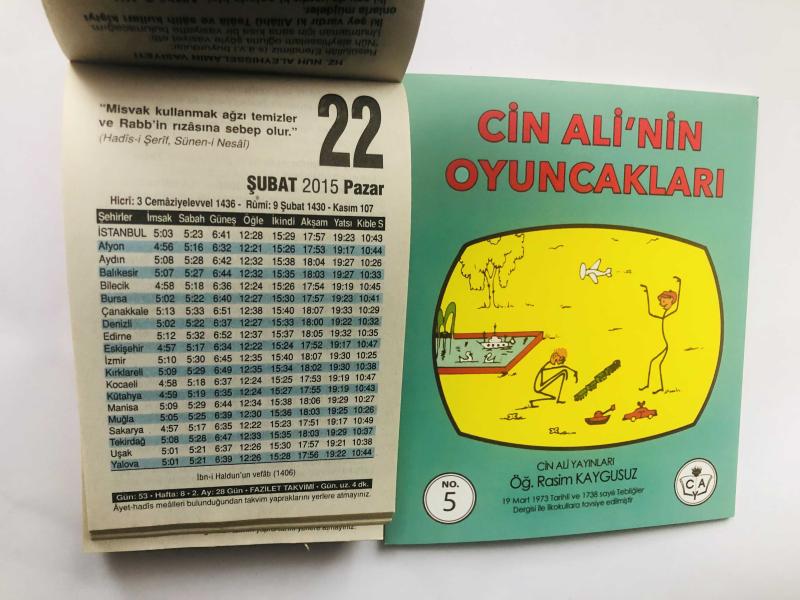 HZ. NUH ALEYHİSSELÂMIN VASİYETİ
"Misvak kullanmak ağzı temizler
ve Rabb'in rızâsına sebep olur."
(Hadîs-i Şerîf, Sünen-i Nesâî)
22
ŞUBAT 2015 Pazar
Hicri: 3 Cemâziyelevvel 1436 - Rûmî: 9 Şubat 1430 - Kasım 107
Şehirler İmsak Sabah Güneş Öğle İkindi Akşam Yatsı Kıble S
İSTANBUL 5:03 5:23 6:41 12:28 15:29 17:57 19:23 10:43
Afyon 4:56 5:16 6:32 12:21 15:26 17:53 19:17 10:44
Aydın 5:08 5:28 6:42 12:32 15:38 18:04 19:27 10:26
Balıkesir 5:07 5:27 6:44 12:32 15:35 18:03 19:27 10:33
Bilecik 4:58 5:18 6:36 12:24 15:26 17:54 19:19 10:45
Bursa 5:02 5:22 6:40 12:27 15:30 17:57 19:23 10:41
Çanakkale 5:13 5:33 6:51 12:38 15:40 18:07 19:33 10:29
Denizli 5:02 5:22 6:37 12:27 15:33 18:00 19:22 10:32
Edirne 5:12 5:32 6:52 12:37 15:37 18:05 19:32 10:35
Eskişehir 4:57 5:17 6:34 12:22 15:24 17:52 19:17 10:47
İzmir 5:10 5:30 6:45 12:35 15:40 18:07 19:30 10:25
Kırklareli 5:09 5:29 6:49 12:35 15:34 18:02 19:30 10:38
Kocaeli 4:58 5:18 6:37 12:24 15:25 17:53 19:19 10:47
Kütahya 4:59 5:19 6:35 12:24 15:27 17:55 19:19 10:43
Manisa 5:09 5:29 6:44 12:34 15:38 18:06 19:29 10:27
Muğla 5:05 5:25 6:39 12:30 15:36 18:03 19:25 10:26
Sakarya 4:57 5:17 6:35 12:22 15:23 17:51 19:17 10:49
Tekirdağ 5:08 5:28 6:47 12:33 15:35 18:03 19:29 10:37
Uşak 5:01 5:21 6:37 12:26 15:30 17:57 19:21 10:38
Yalova 5:01 5:21 6:39 12:26 15:28 17:56 19:22 10:44
İbn-i Haldun'un vefâtı (1406)
Gün: 53 • Hafta: 8 • 2. Ay: 28 Gün • FAZİLET TAKVİMİ • Gün. uz. 4 dk.
Âyet-hadîs meâlleri bulunduğundan takvim yapraklarını yerlere atmayınız.
CİN ALİ'NİN
OYUNCAKLARI
CİN ALİ YAYINLARI
Öğ. Rasim KAYGUSUZ
19 Mart 1973 Tarihli ve 1738 sayılı Tebliğler
Dergisi ile İlkokullara tavsiye edilmiştir
NO.
5
C A
Y